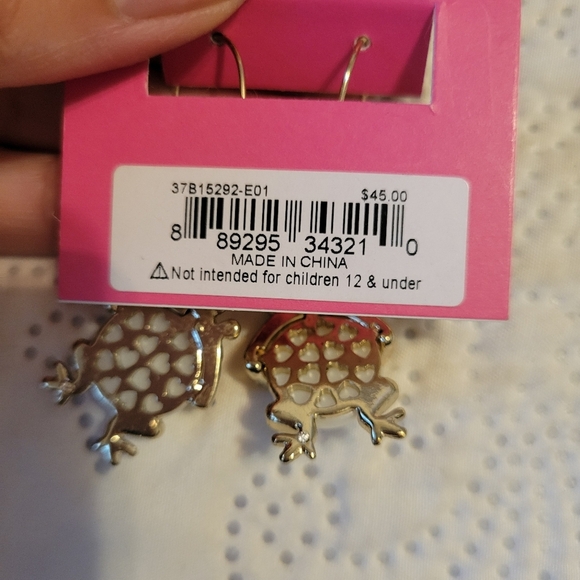 37B15292-E01 $45.00
8 89295 34321 0
MADE IN CHINA
⚠Not intended for children 12 & under